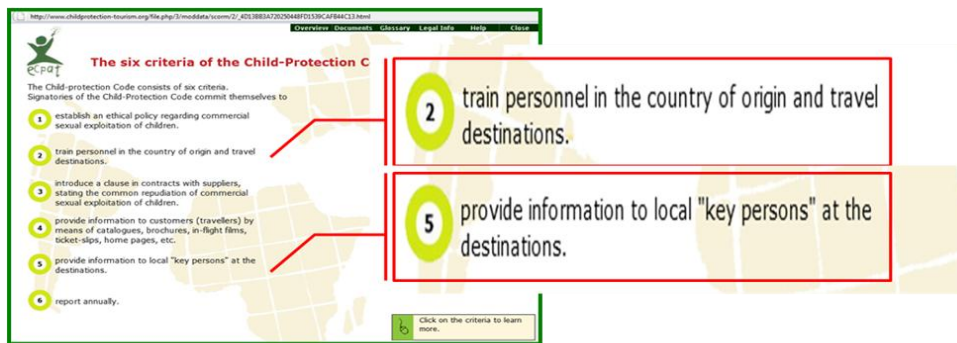 http://www.childprotection-tourism.org/file.php/3/moddata/scorm/2/_4D13BB3A720250448FD1539CAFB44C13.html
Overview Documents Glossary Legal Info Help Close
ecpat
The six criteria of the Child-Protection C
The Child-protection Code consists of six criteria.
Signatories of the Child-Protection Code commit themselves to
1 establish an ethical policy regarding commercial
sexual exploitation of children.
2 train personnel in the country of origin and travel
destinations.
3 introduce a clause in contracts with suppliers,
stating the common repudiation of commercial
sexual exploitation of children.
4 provide information to customers (travellers) by
means of catalogues, brochures, in-flight films,
ticket-slips, home pages, etc.
5 provide information to local "key persons" at the
destinations.
6 report annually.
Click on the criteria to learn
more.
2 train personnel in the country of origin and travel
destinations.
5 provide information to local "key persons" at the
destinations.